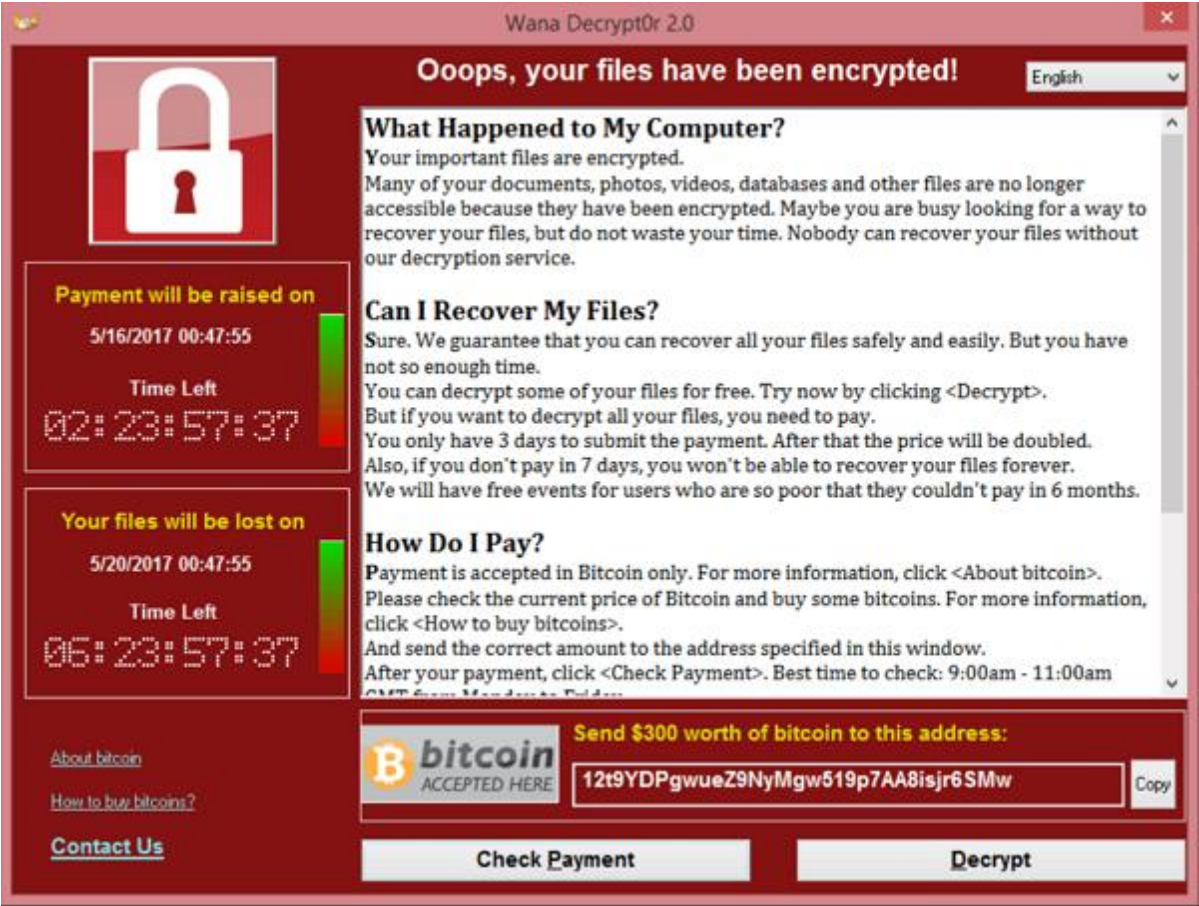 Wana Decrypt0r 2.0
Ooops, your files have been encrypted!
English
What Happened to My Computer?
Your important files are encrypted.
Many of your documents, photos, videos, databases and other files are no longer
accessible because they have been encrypted. Maybe you are busy looking for a way to
recover your files, but do not waste your time. Nobody can recover your files without
our decryption service.
Can I Recover My Files?
Sure. We guarantee that you can recover all your files safely and easily. But you have
not so enough time.
You can decrypt some of your files for free. Try now by clicking <Decrypt>.
But if you want to decrypt all your files, you need to pay.
You only have 3 days to submit the payment. After that the price will be doubled.
Also, if you don't pay in 7 days, you won't be able to recover your files forever.
We will have free events for users who are so poor that they couldn't pay in 6 months.
How Do I Pay?
Payment is accepted in Bitcoin only. For more information, click <About bitcoin>.
Please check the current price of Bitcoin and buy some bitcoins. For more information,
click <How to buy bitcoins>.
And send the correct amount to the address specified in this window.
After your payment, click <Check Payment>. Best time to check: 9:00am - 11:00am
GMT from Monday to Friday
Payment will be raised on
5/16/2017 00:47:55
Time Left
02:23:57:37
Your files will be lost on
5/20/2017 00:47:55
Time Left
06:23:57:37
About bitcoin
How to buy bitcoins?
Contact Us
bitcoin
ACCEPTED HERE
Send $300 worth of bitcoin to this address:
12t9YDPgwueZ9NyMgw519p7AA8isjr6SMw
Copy
Check Payment
Decrypt